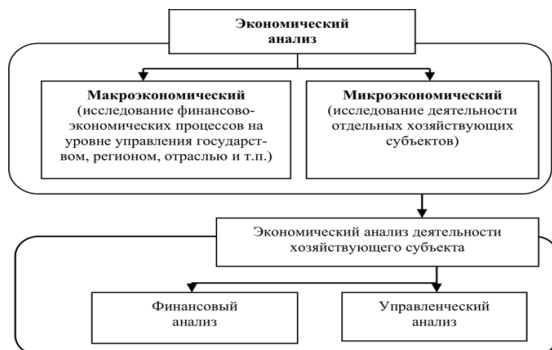 Экономический
анализ
Макроэкономический
(исследование финансово-
экономических процессов на
уровне управления государст-
вом, регионом, отраслью и т.п.)
Микроэкономический
(исследование деятельности
отдельных хозяйствующих
субъектов)
Экономический анализ деятельности
хозяйствующего субъекта
Финансовый
анализ
Управленческий
анализ